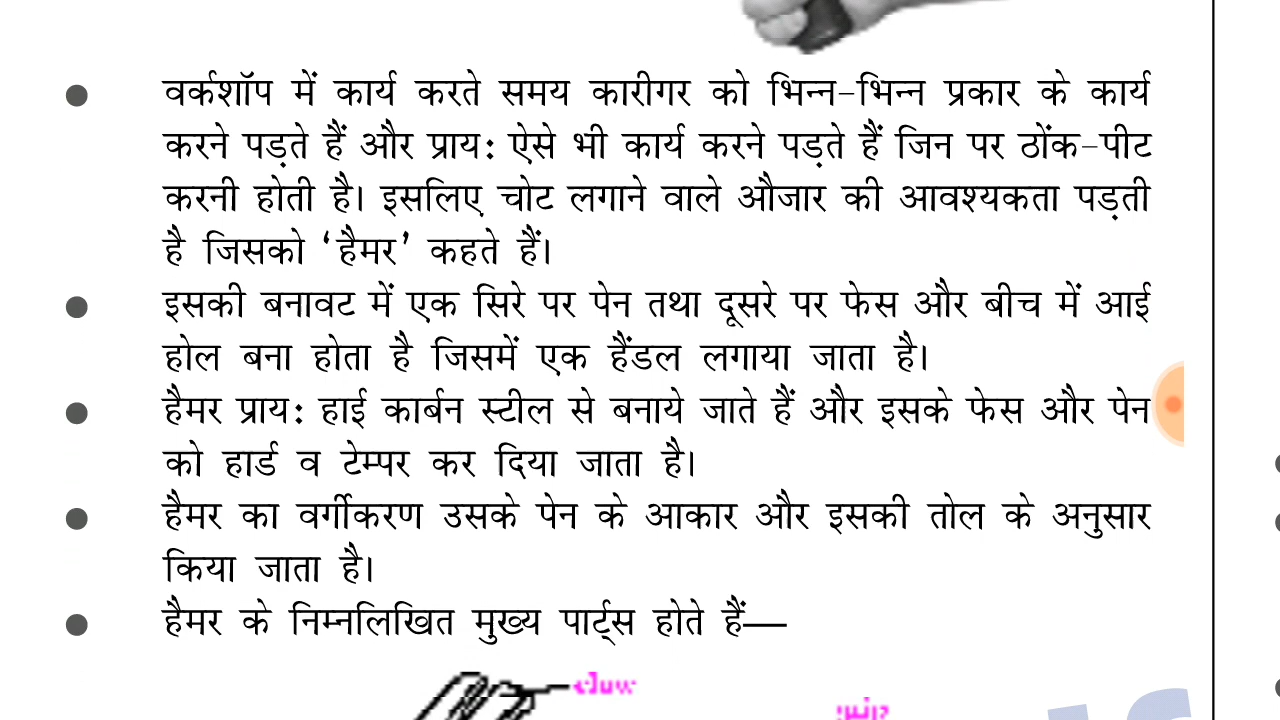 ● वर्कशॉप में कार्य करते समय कारीगर को भिन्न-भिन्न प्रकार के कार्य
करने पड़ते हैं और प्राय: ऐसे भी कार्य करने पड़ते हैं जिन पर ठोंक-पीट
करनी होती है। इसलिए चोट लगाने वाले औजार की आवश्यकता पड़ती
है जिसको ‘हैमर’ कहते हैं।
● इसकी बनावट में एक सिरे पर पेन तथा दूसरे पर फेस और बीच में आई
होल बना होता है जिसमें एक हैंडल लगाया जाता है।
● हैमर प्राय: हाई कार्बन स्टील से बनाये जाते हैं और इसके फेस और पेन
को हार्ड व टेम्पर कर दिया जाता है।
● हैमर का वर्गीकरण उसके पेन के आकार और इसकी तोल के अनुसार
किया जाता है।
● हैमर के निम्नलिखित मुख्य पार्ट्स होते हैं—
claw